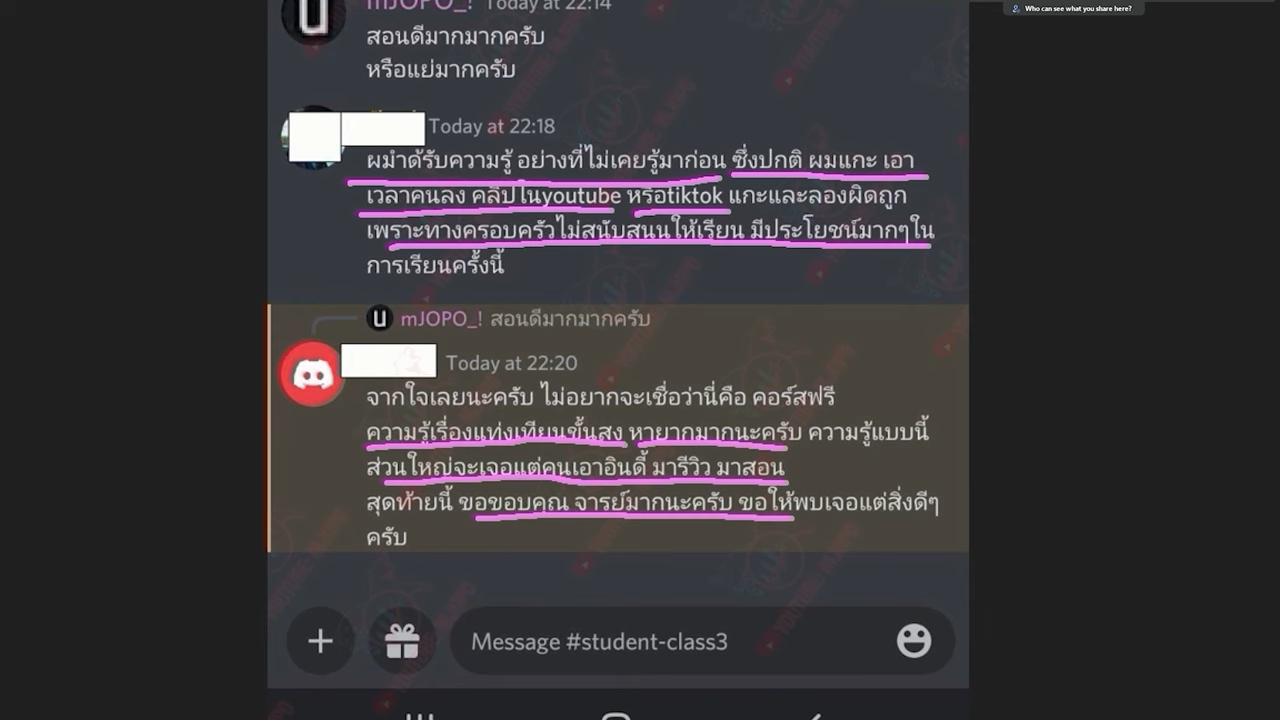 Who can see what you share here?
mJOPO_! Today at 22:14
สอนดีมากมากครับ
หรือแย่มากครับ
Today at 22:18
ผมำด้รับความรู้ อย่างที่ไม่เคยรู้มาก่อน ซึ่งปกติ ผมแกะ เอา
เวลาคนลง คลิปในyoutube หรือtiktok แกะและลองผิดถูก
เพราะทางครอบครัวไม่สนับสนนให้เรียน มีประโยชน์มากๆใน
การเรียนครั้งนี้
mJOPO_! สอนดีมากมากครับ
Today at 22:20
จากใจเลยนะครับ ไม่อยากจะเชื่อว่านี่คือ คอร์สฟรี
ความรู้เรื่องแท่งเทียนขั้นสูง หายากมากนะครับ ความรู้แบบนี้
ส่วนใหญ่จะเจอแต่คนเอาอินดี้ มารีวิว มาสอน
สุดท้ายนี้ ขอขอบคุณ จารย์มากนะครับ ขอให้พบเจอแต่สิ่งดีๆ
ครับ
Message #student-class3